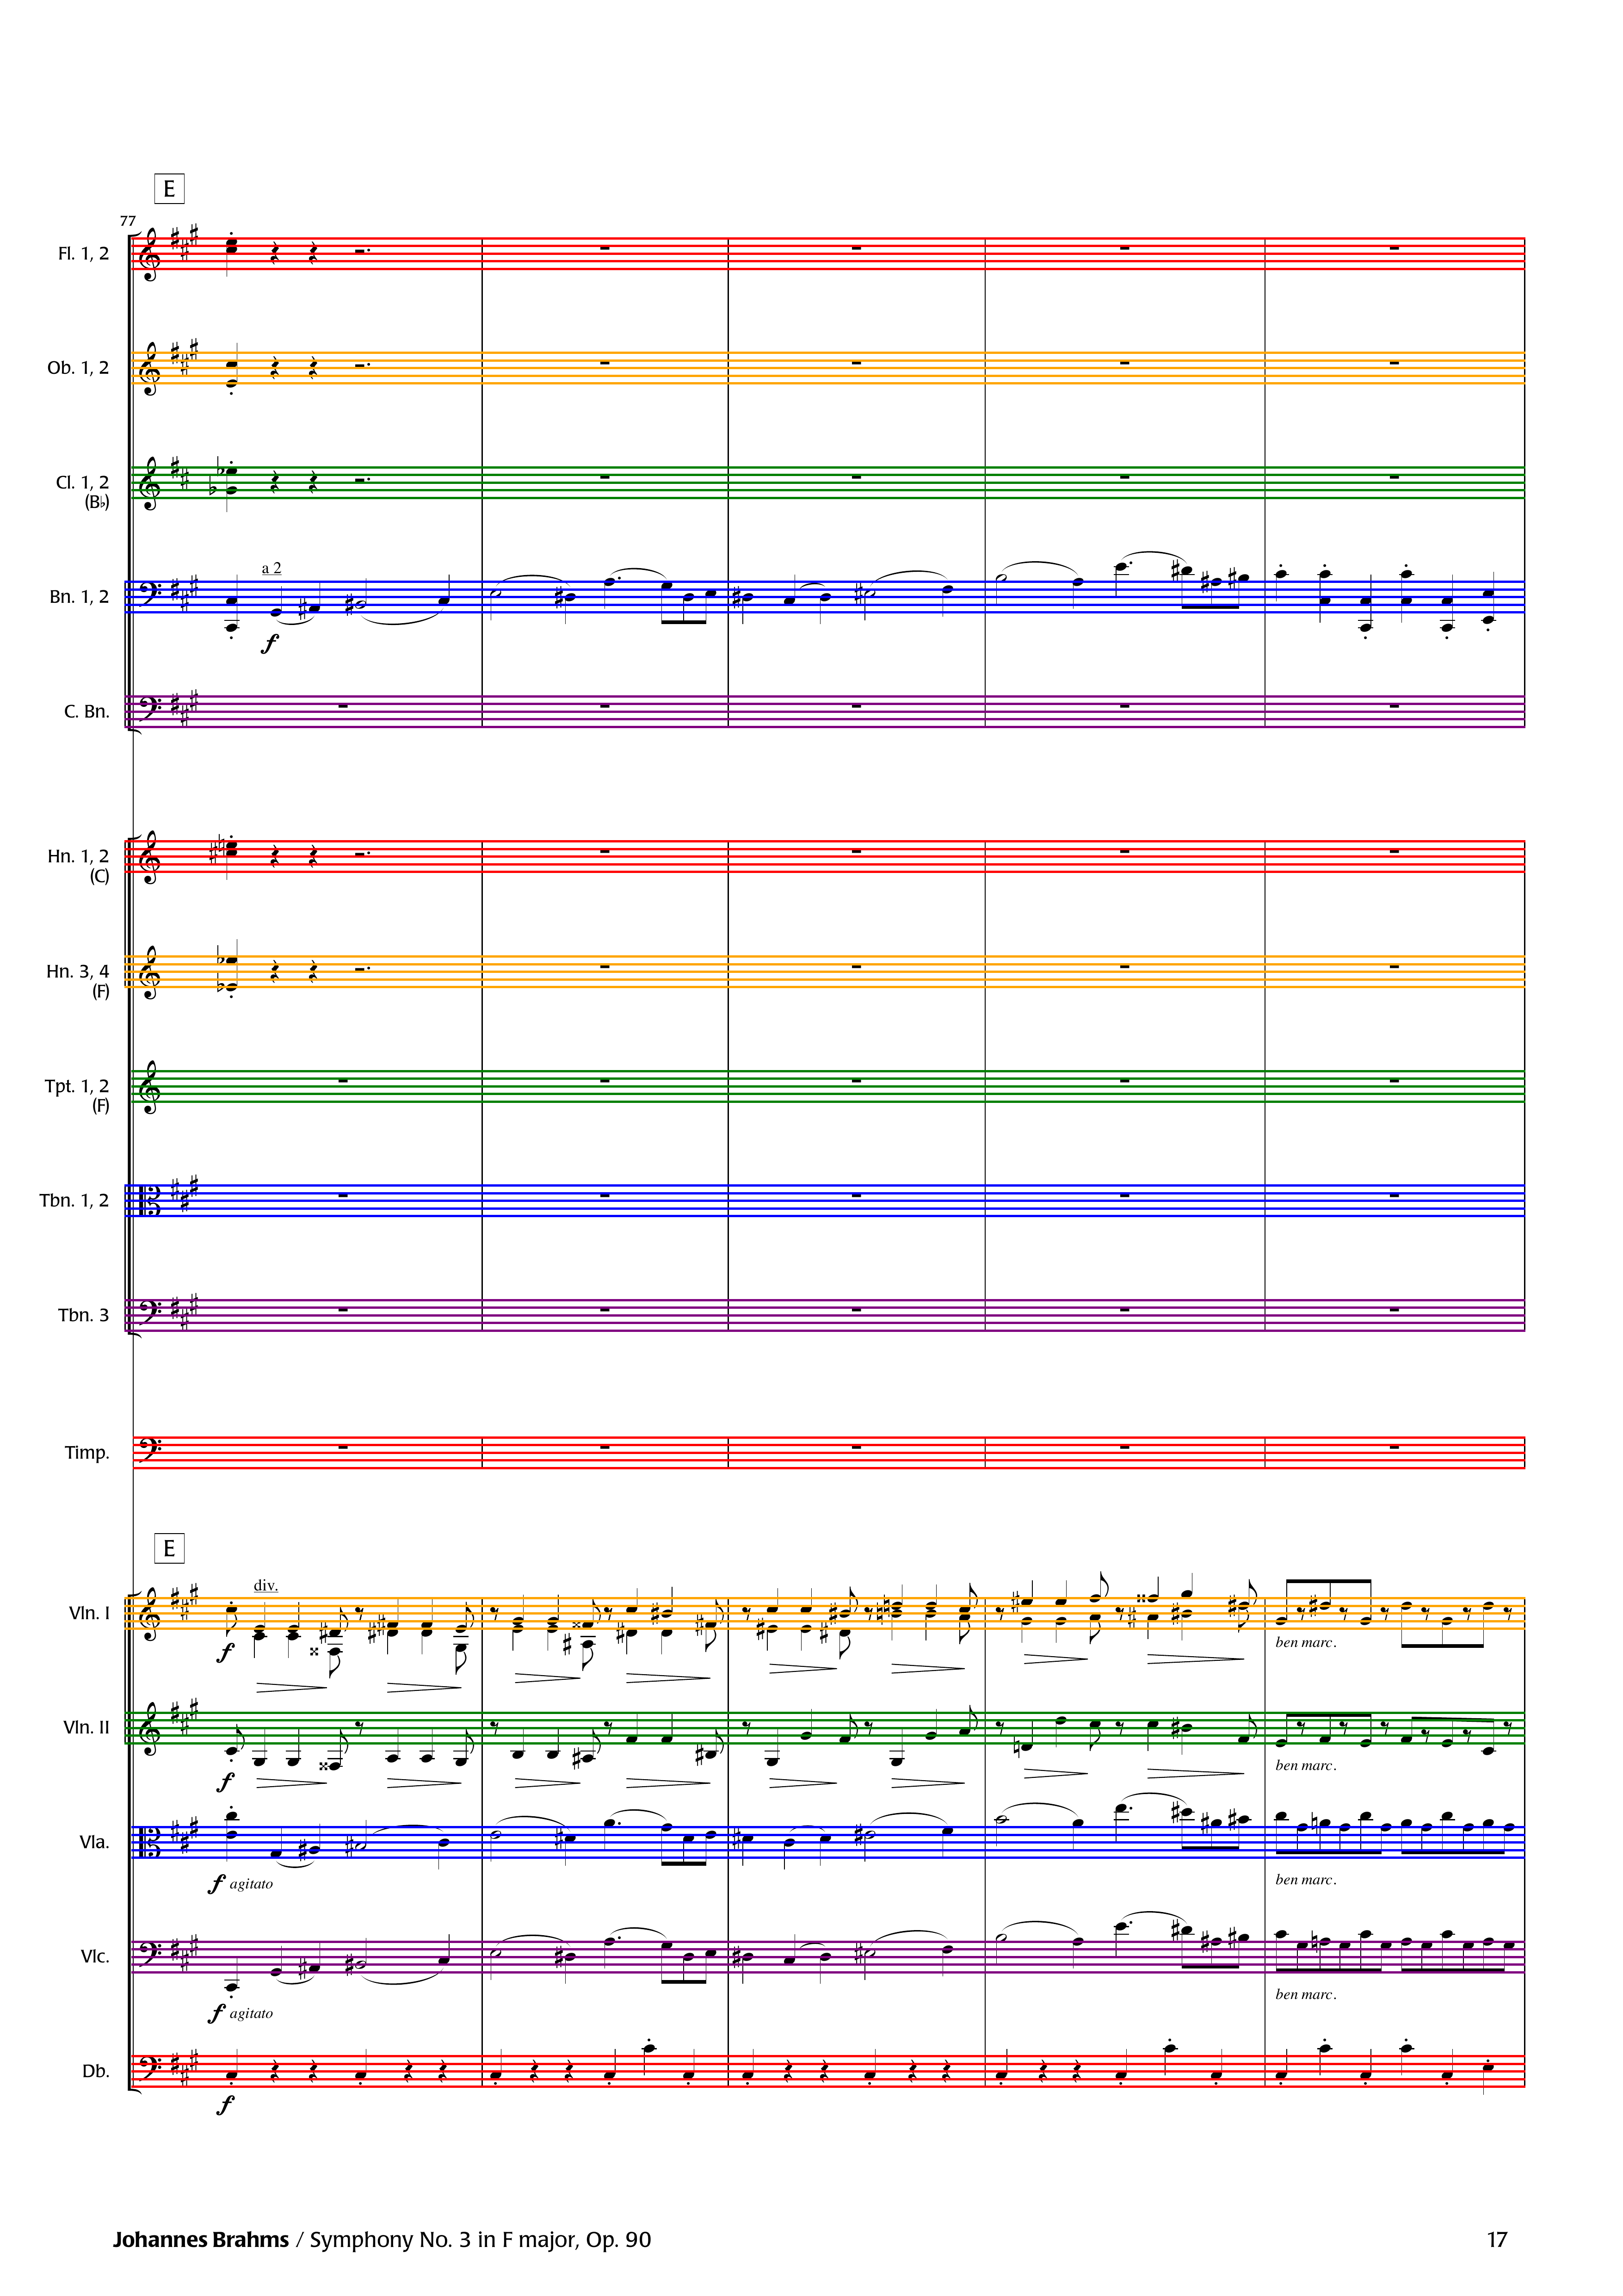 E
77
Fl. 1, 2
Ob. 1, 2
Cl. 1, 2
(B♭)
a 2
Bn. 1, 2
f
C. Bn.
Hn. 1, 2
(C)
Hn. 3, 4
(F)
Tpt. 1, 2
(F)
Tbn. 1, 2
Tbn. 3
Timp.
E
div.
Vln. I
f
ben marc.
Vln. II
f
ben marc.
Vla.
f agitato
ben marc.
Vlc.
f agitato
ben marc.
Db.
f
Johannes Brahms / Symphony No. 3 in F major, Op. 90
17